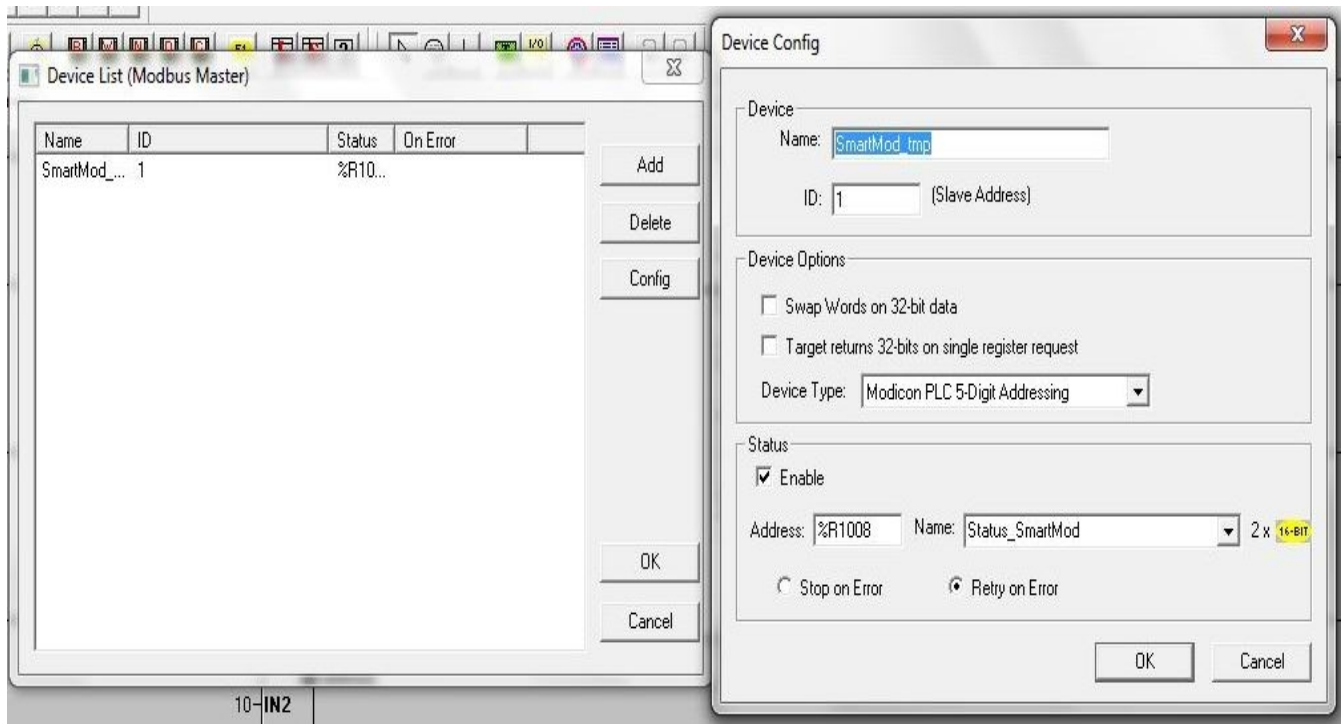 Device List (Modbus Master)
Name ID Status On Error
SmartMod_... 1 %R10...
Add
Delete
Config
OK
Cancel
10 IN2
Device Config
Device
Name: SmartMod_tmp
ID: 1 (Slave Address)
Device Options
Swap Words on 32-bit data
Target returns 32-bits on single register request
Device Type: Modicon PLC 5-Digit Addressing
Status
Enable
Address: %R1008 Name: Status_SmartMod 2 x 16-BIT
Stop on Error Retry on Error
OK Cancel